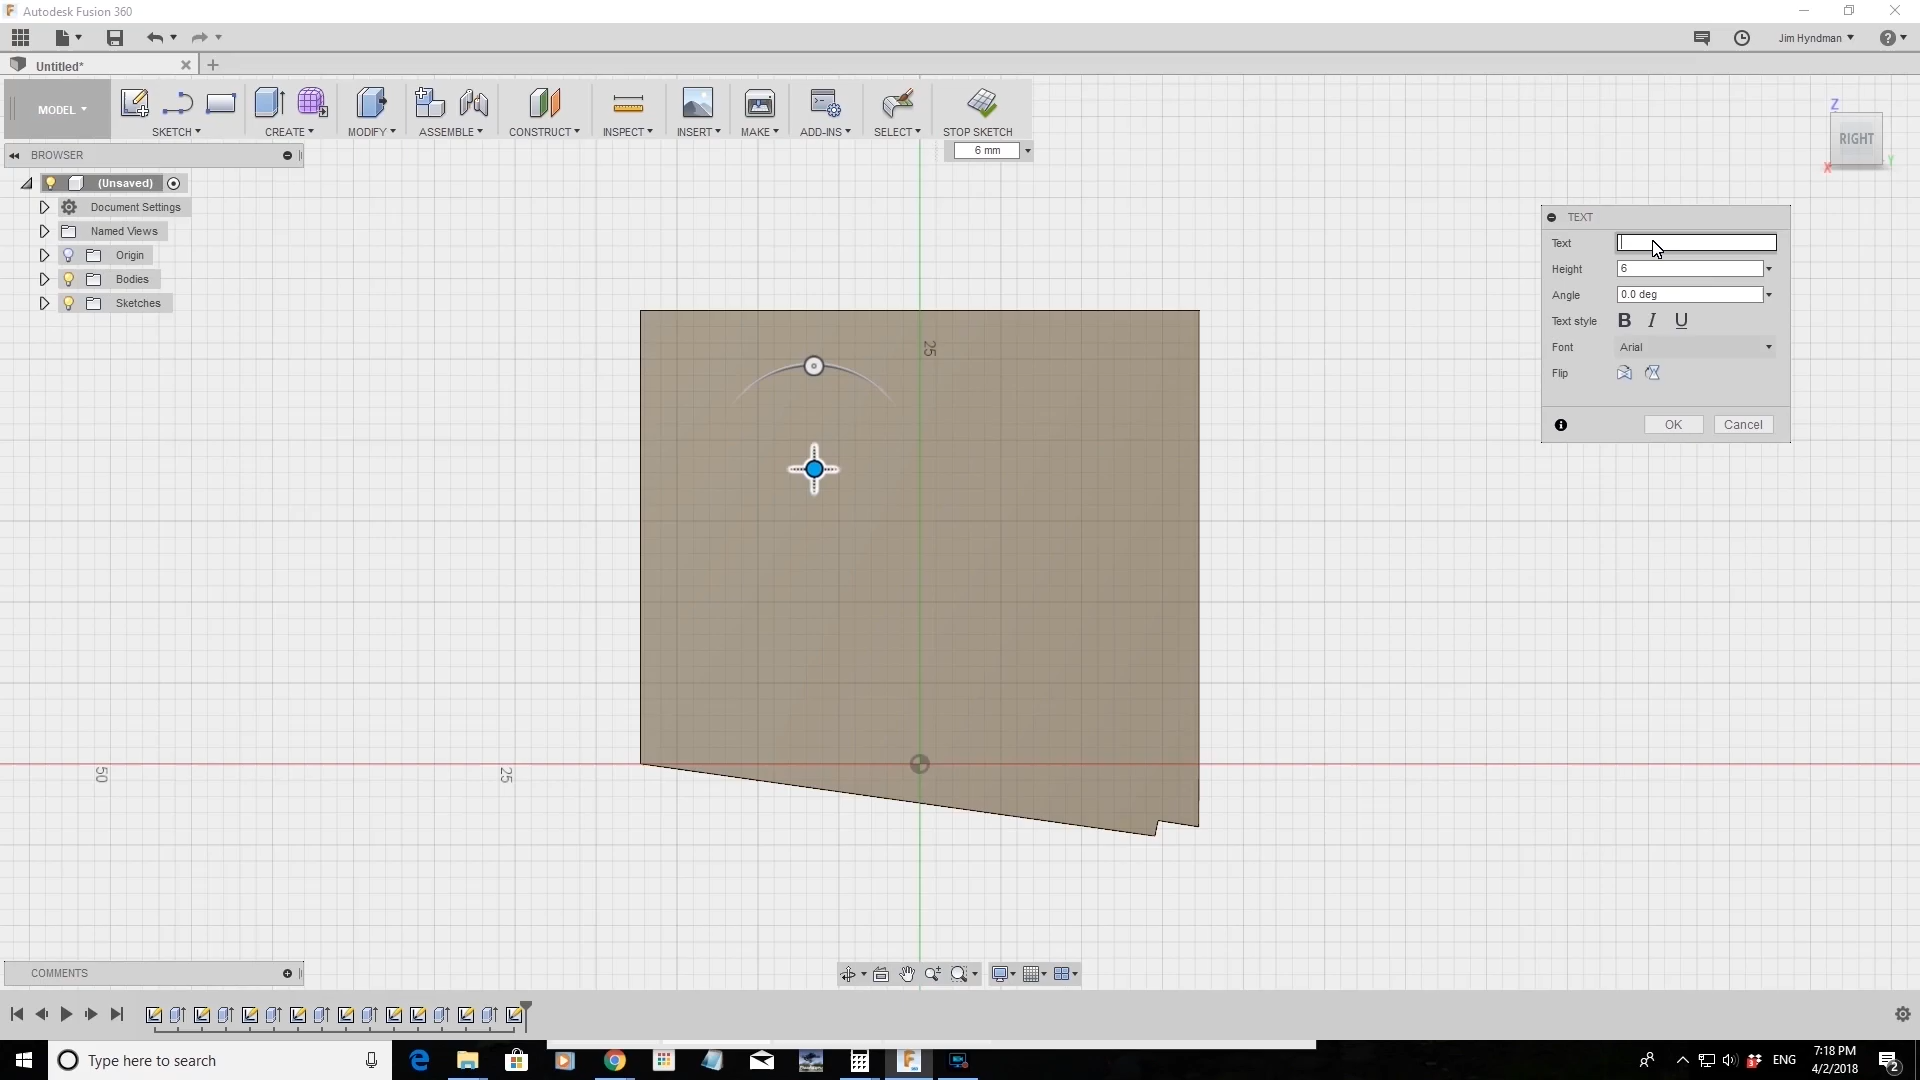 Autodesk Fusion 360
Jim Hyndman
Untitled*
MODEL
SKETCH
CREATE
MODIFY
ASSEMBLE
CONSTRUCT
INSPECT
INSERT
MAKE
ADD-INS
SELECT
STOP SKETCH
6 mm
BROWSER
(Unsaved)
Document Settings
Named Views
Origin
Bodies
Sketches
Z
RIGHT
X
Y
TEXT
Text
Height 6
Angle 0.0 deg
Text style B I U
Font Arial
Flip
OK Cancel
25
50
25
COMMENTS
Type here to search
ENG
7:18 PM
4/2/2018
2